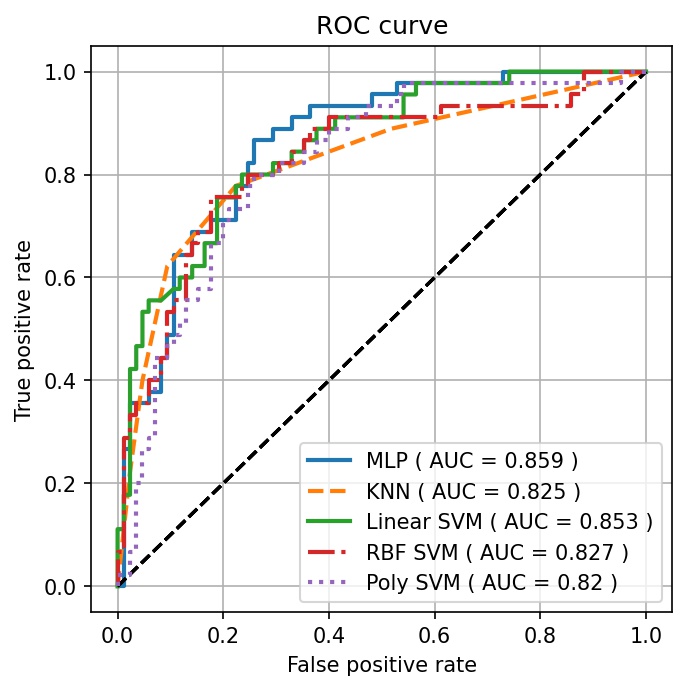 ROC curve
True positive rate
1.0
0.8
0.6
0.4
0.2
0.0
MLP ( AUC = 0.859 )
KNN ( AUC = 0.825 )
Linear SVM ( AUC = 0.853 )
RBF SVM ( AUC = 0.827 )
Poly SVM ( AUC = 0.82 )
0.0 0.2 0.4 0.6 0.8 1.0
False positive rate